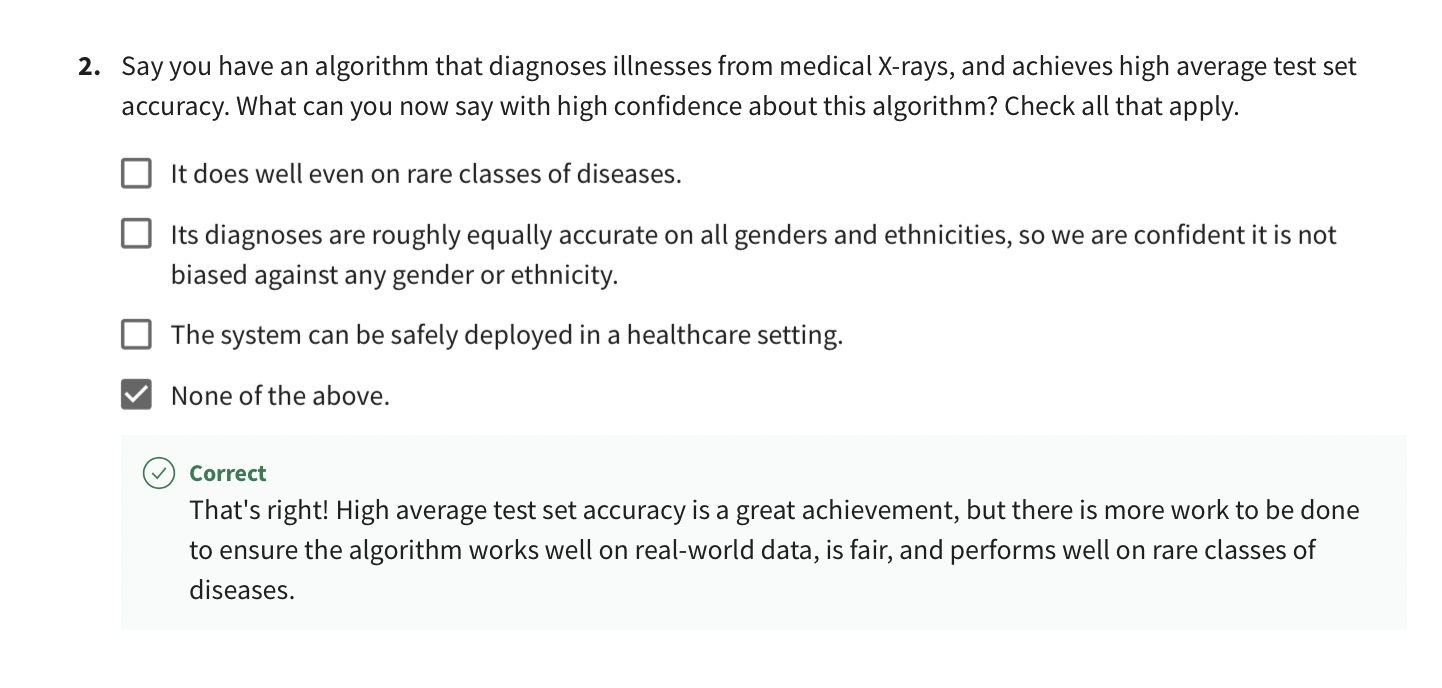 2. Say you have an algorithm that diagnoses illnesses from medical X-rays, and achieves high average test set
accuracy. What can you now say with high confidence about this algorithm? Check all that apply.
It does well even on rare classes of diseases.
Its diagnoses are roughly equally accurate on all genders and ethnicities, so we are confident it is not
biased against any gender or ethnicity.
The system can be safely deployed in a healthcare setting.
None of the above.
Correct
That's right! High average test set accuracy is a great achievement, but there is more work to be done
to ensure the algorithm works well on real-world data, is fair, and performs well on rare classes of
diseases.